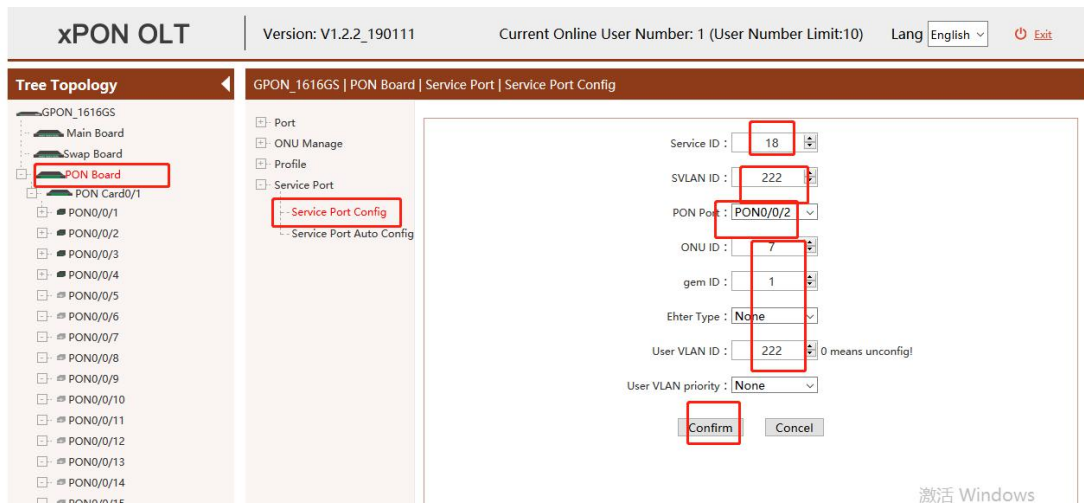 xPON OLT
Version: V1.2.2_190111
Current Online User Number: 1 (User Number Limit:10)
Lang English
Exit
Tree Topology
GPON_1616GS | PON Board | Service Port | Service Port Config
GPON_1616GS
Main Board
Swap Board
PON Board
PON Card0/1
PON0/0/1
PON0/0/2
PON0/0/3
PON0/0/4
PON0/0/5
PON0/0/6
PON0/0/7
PON0/0/8
PON0/0/9
PON0/0/10
PON0/0/11
PON0/0/12
PON0/0/13
PON0/0/14
PON0/0/15
Port
ONU Manage
Profile
Service Port
Service Port Config
Service Port Auto Config
Service ID : 18
SVLAN ID : 222
PON Port : PON0/0/2
ONU ID : 7
gem ID : 1
Ehter Type : None
User VLAN ID : 222 0 means unconfig!
User VLAN priority : None
Confirm
Concel
激活 Windows